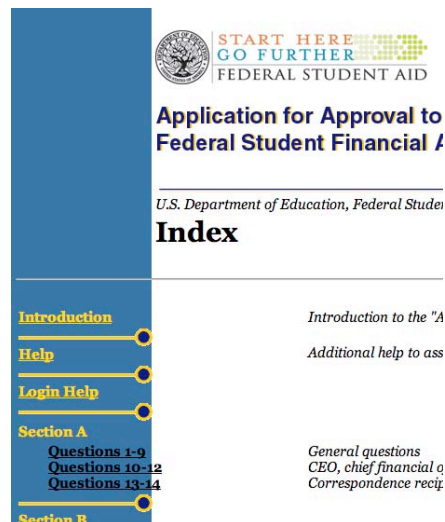 START HERE
GO FURTHER
FEDERAL STUDENT AID
Application for Approval to
Federal Student Financial A
U.S. Department of Education, Federal Studen
Index
Introduction
Introduction to the "A
Help
Additional help to ass
Login Help
Section A
Questions 1-9
General questions
Questions 10-12
CEO, chief financial o
Questions 13-14
Correspondence recip
Section B